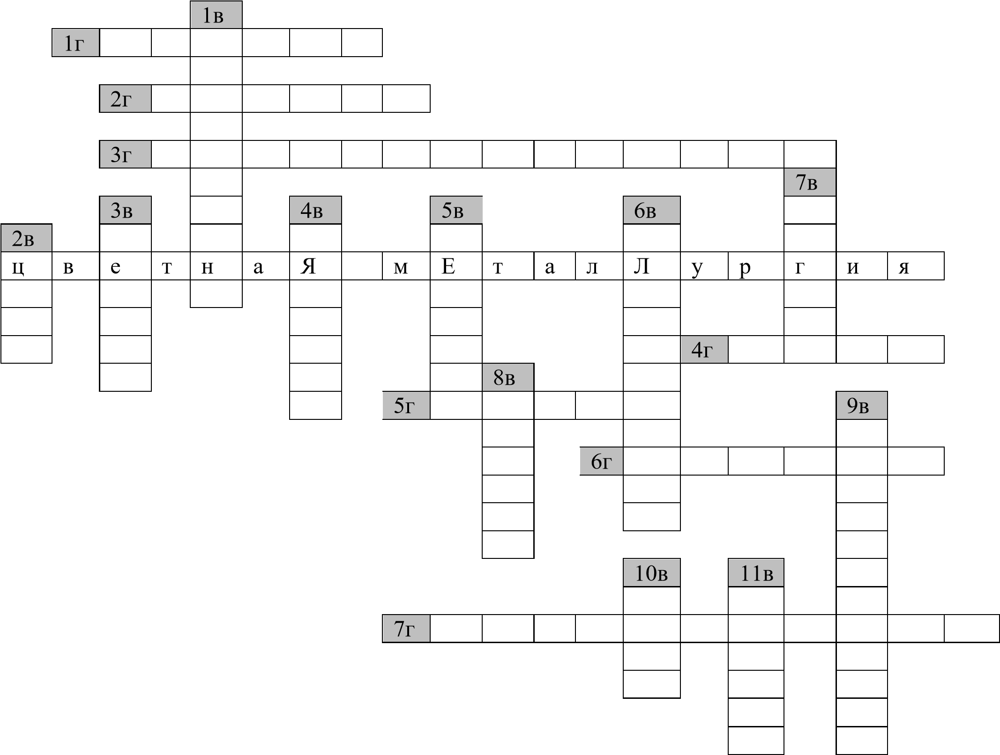 1в
1г
2г
3г
7в
3в 4в 5в 6в
2в
ц в е т н а Я м Е т а л Л у р г и я
4г
8в
5г 9в
6г
10в 11в
7г